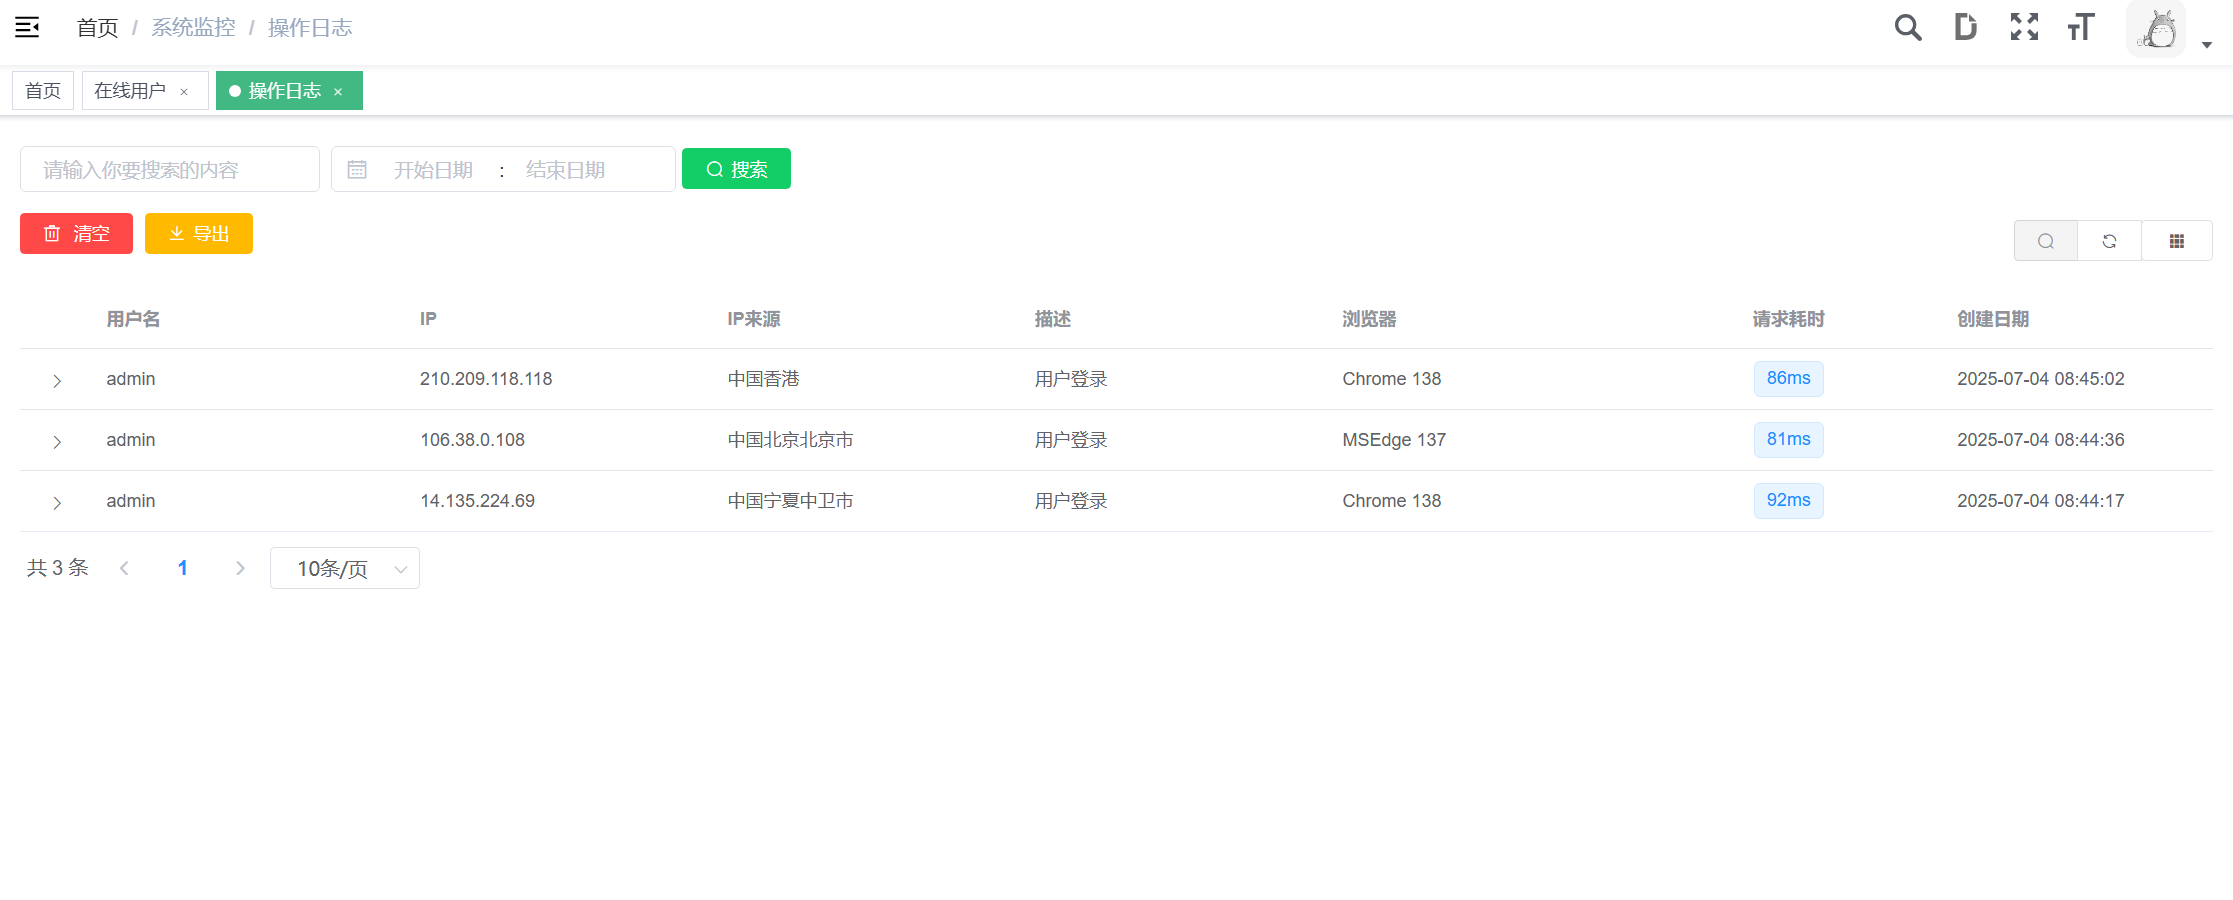 首页 / 系统监控 / 操作日志
首页 在线用户 × 操作日志 ×
请输入你要搜索的内容 开始日期 : 结束日期 搜索
清空 导出
用户名 IP IP来源 描述 浏览器 请求耗时 创建日期
admin 210.209.118.118 中国香港 用户登录 Chrome 138 86ms 2025-07-04 08:45:02
admin 106.38.0.108 中国北京北京市 用户登录 MSEdge 137 81ms 2025-07-04 08:44:36
admin 14.135.224.69 中国宁夏中卫市 用户登录 Chrome 138 92ms 2025-07-04 08:44:17
共 3 条 1 10条/页